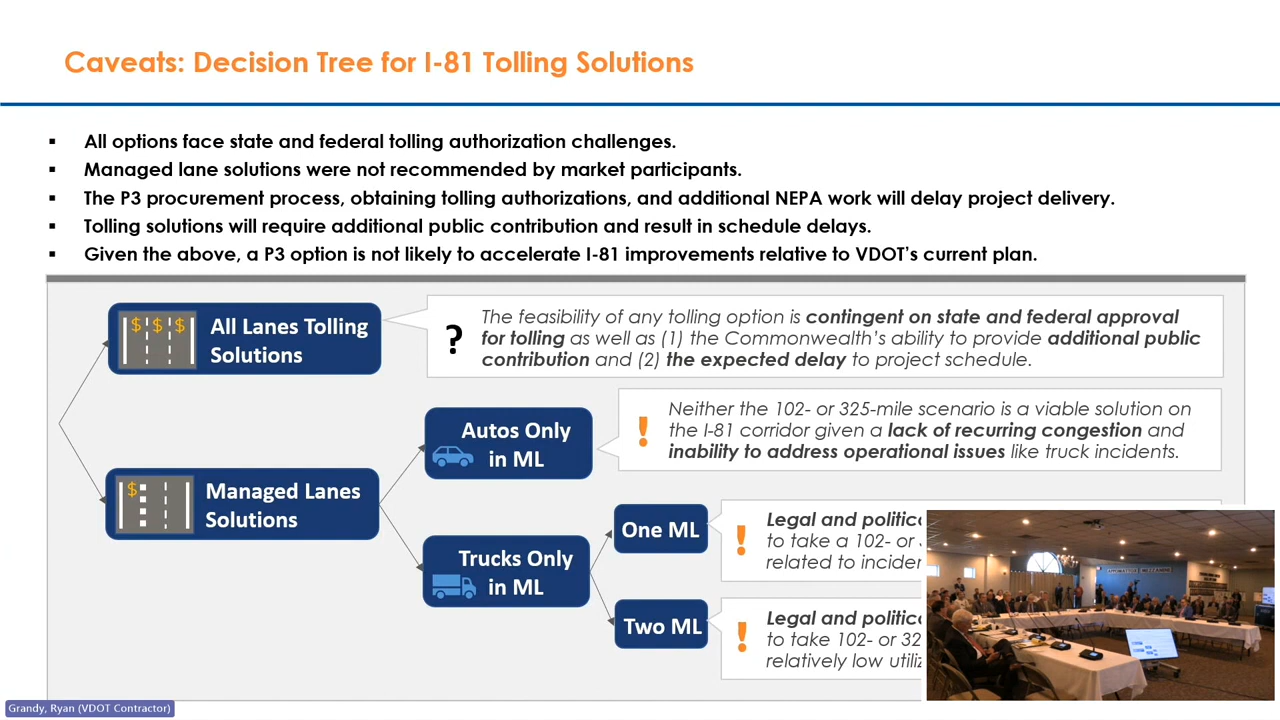 Caveats: Decision Tree for I-81 Tolling Solutions
All options face state and federal tolling authorization challenges.
Managed lane solutions were not recommended by market participants.
The P3 procurement process, obtaining tolling authorizations, and additional NEPA work will delay project delivery.
Tolling solutions will require additional public contribution and result in schedule delays.
Given the above, a P3 option is not likely to accelerate I-81 improvements relative to VDOT's current plan.
$ $ $
All Lanes Tolling
Solutions
?
The feasibility of any tolling option is contingent on state and federal approval
for tolling as well as (1) the Commonwealth's ability to provide additional public
contribution and (2) the expected delay to project schedule.
$
Managed Lanes
Solutions
Autos Only
in ML
!
Neither the 102- or 325-mile scenario is a viable solution on
the I-81 corridor given a lack of recurring congestion and
inability to address operational issues like truck incidents.
Trucks Only
in ML
One ML
!
Legal and
to take a 102- or
related to
Two ML
!
Legal and
to take 102- or
relatively low
Grandy, Ryan (VDOT Contractor)